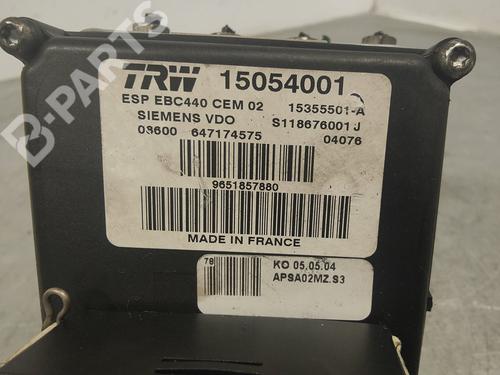 TRW 15054001
ESP EBC440 CEM 02 15355501-A
SIEMENS VDO S118676001 J
03600 647174575 04076
9651857880
MADE IN FRANCE
78
KO 05.05.04
APSA02MZ.S3